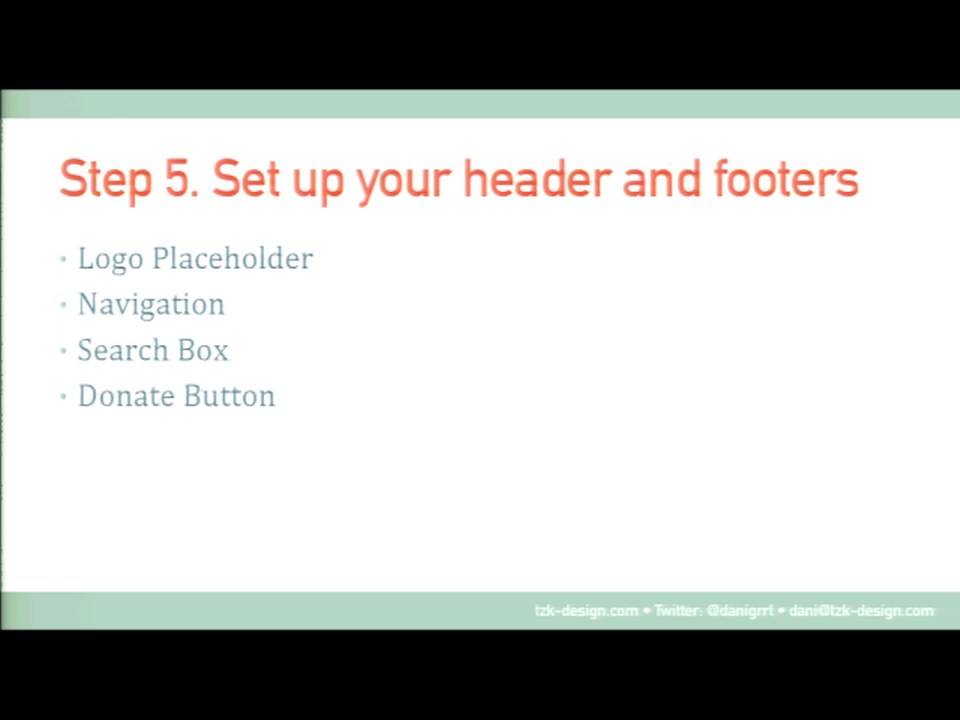 Step 5. Set up your header and footers
• Logo Placeholder
• Navigation
• Search Box
• Donate Button
tzk-design.com • Twitter: @danigrrl • dani@tzk-design.com